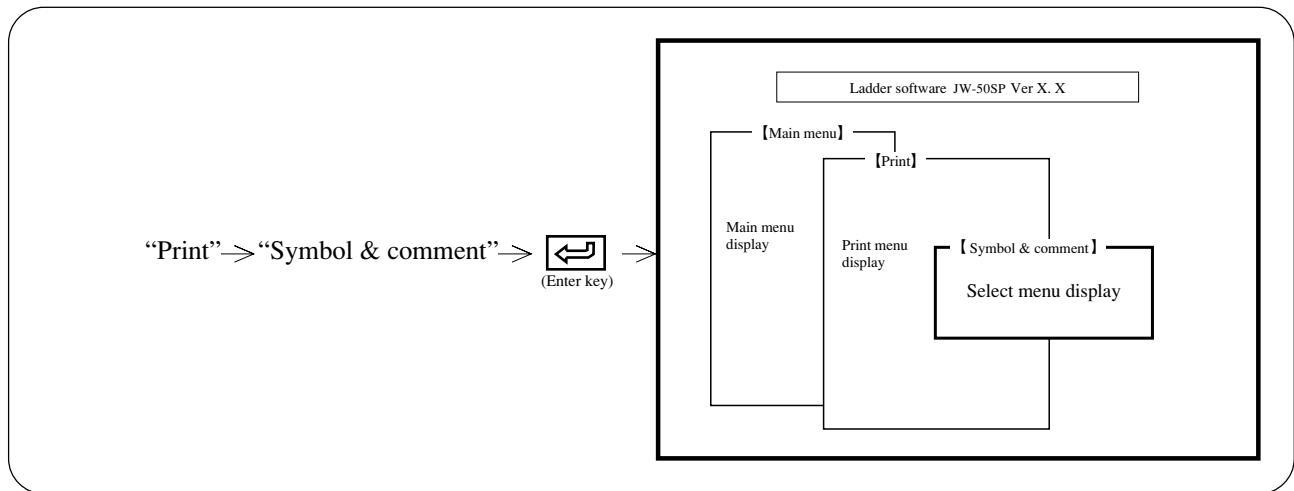 Ladder software JW-50SP Ver X. X
【Main menu】
【Print】
Main menu
display
Print menu
display
【 Symbol & comment】
Select menu display
“Print” “Symbol & comment”
(Enter key)